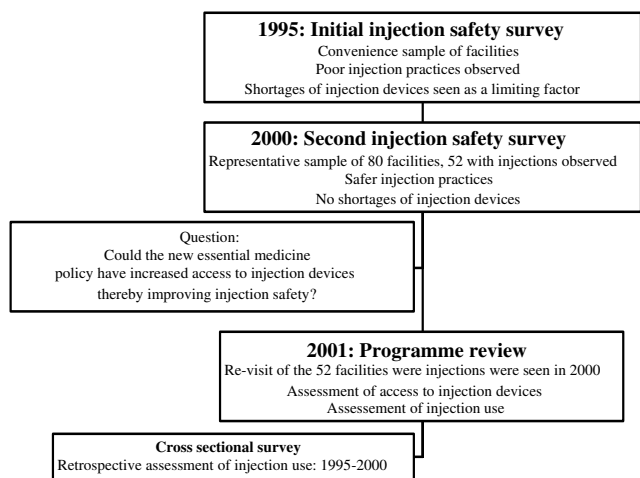 1995: Initial injection safety survey
Convenience sample of facilities
Poor injection practices observed
Shortages of injection devices seen as a limiting factor
2000: Second injection safety survey
Representative sample of 80 facilities, 52 with injections observed
Safer injection practices
No shortages of injection devices
Question:
Could the new essential medicine
policy have increased access to injection devices
thereby improving injection safety?
2001: Programme review
Re-visit of the 52 facilities were injections were seen in 2000
Assessment of access to injection devices
Assessement of injection use
Cross sectional survey
Retrospective assessment of injection use: 1995-2000